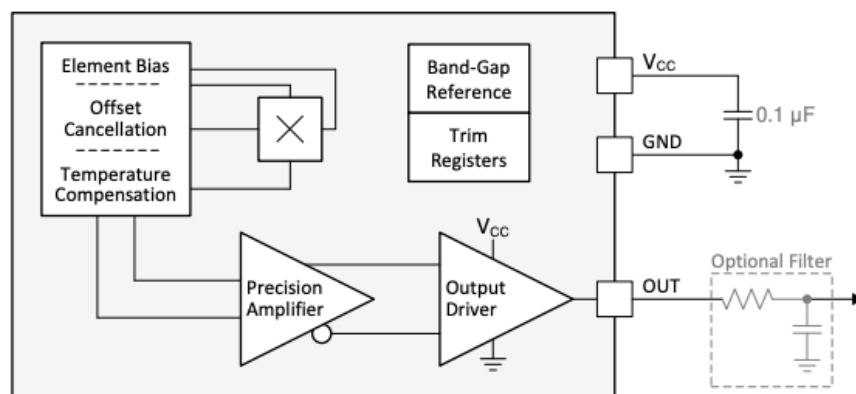 Element Bias
Offset
Cancellation
Temperature
Compensation
Band-Gap
Reference
Trim
Registers
VCC
0.1 µF
GND
Precision
Amplifier
VCC
Output
Driver
OUT
Optional Filter